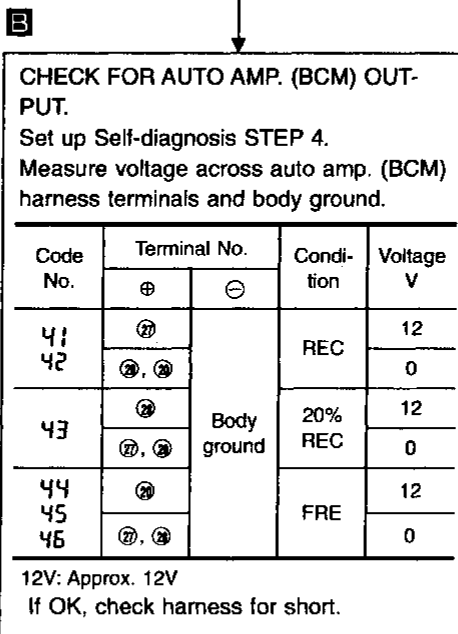 B
CHECK FOR AUTO AMP. (BCM) OUT-
PUT.
Set up Self-diagnosis STEP 4.
Measure voltage across auto amp. (BCM)
harness terminals and body ground.
Code No. Terminal No. Condi- tion Voltage V
⊕ ⊖
41 42 ㉗ Body ground REC 12
㉘, 0
43 ㉘ 20% REC 12
㉗, 0
44 45 46 FRE 12
㉗, ㉘ 0
12V: Approx. 12V
If OK, check harness for short.